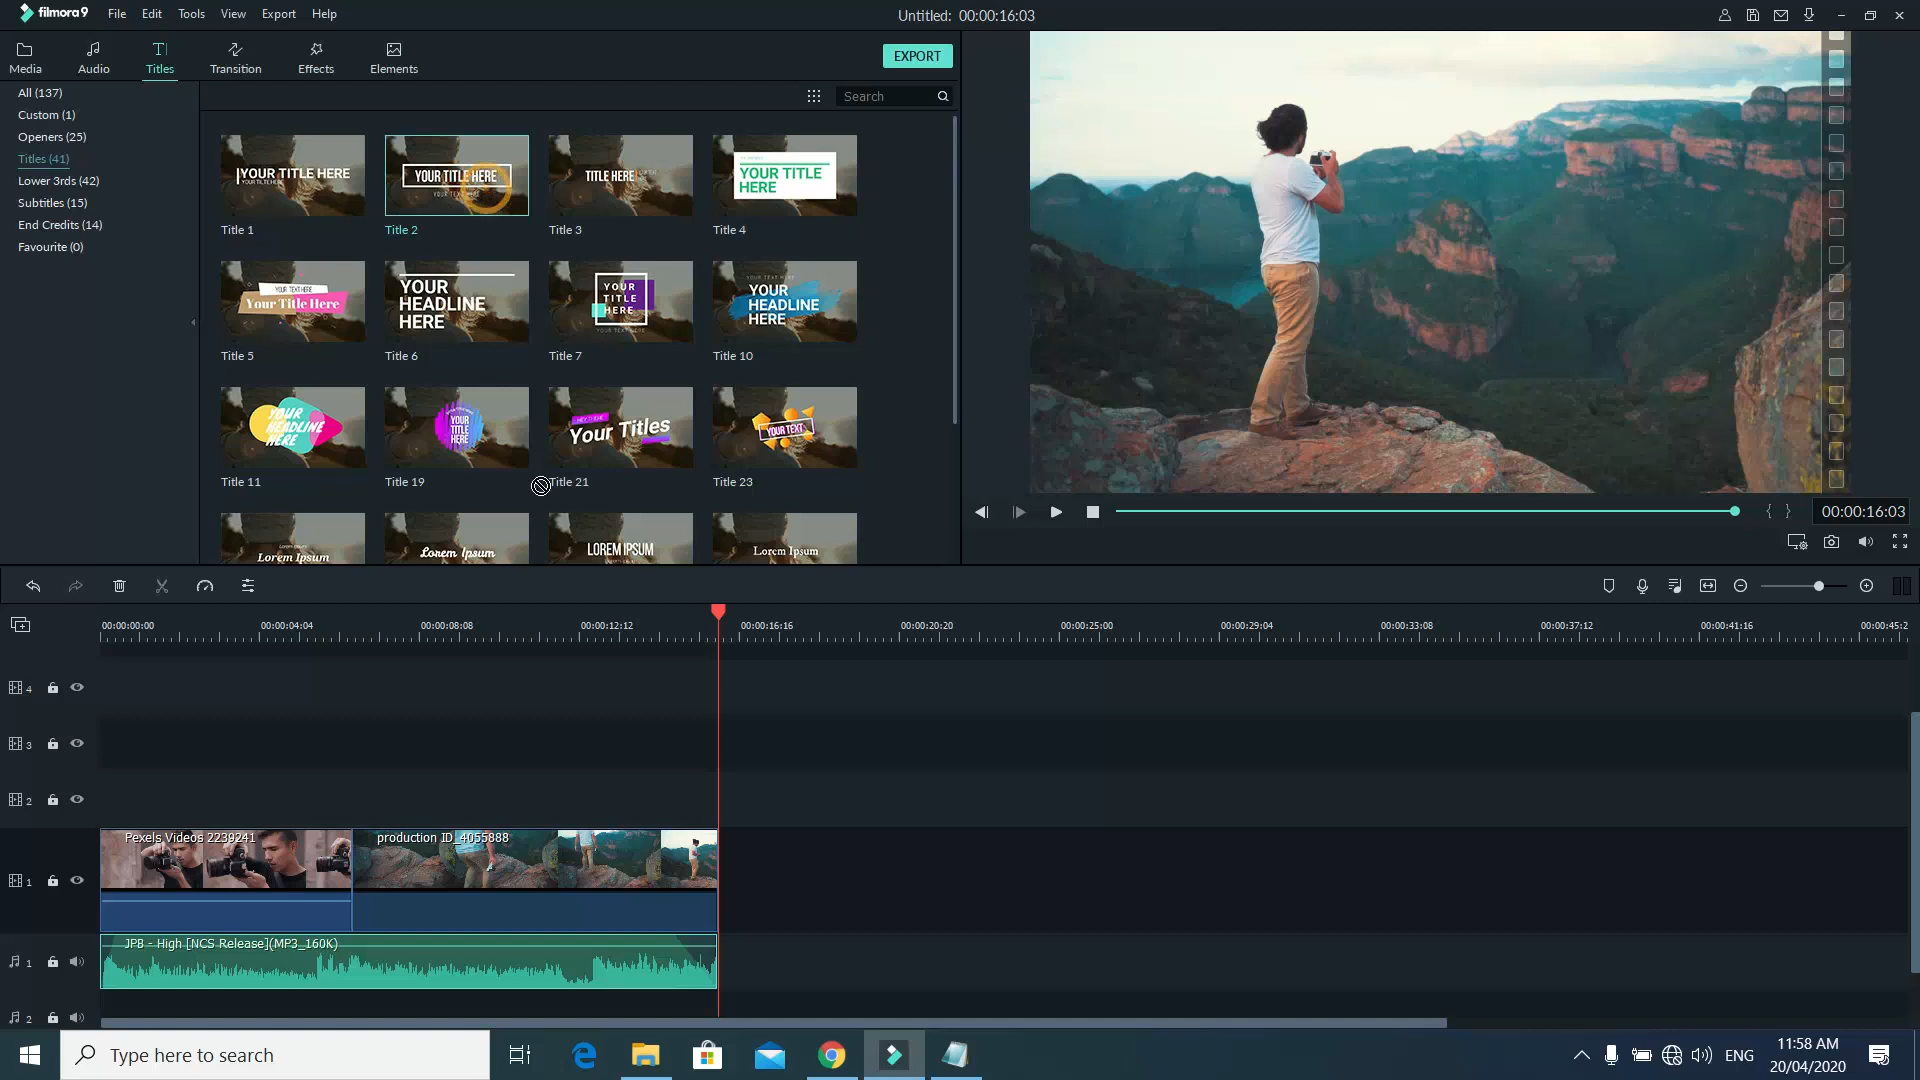 filmora9 File Edit Tools View Export Help Untitled: 00:00:16:03
Media Audio Titles Transition Effects Elements EXPORT
Search
All (137)
Custom (1)
Openers (25)
Titles (41)
Lower 3rds (42)
Subtitles (15)
End Credits (14)
Favourite (0)
YOUR TITLE HERE
YOUR TITLE HERE
Title 1
YOUR TITLE HERE
YOUR TEXT HERE
Title 2
TITLE HERE
Title 3
YOUR TITLE
HERE
Title 4
YOUR TEXT HERE
Your Title Here
Title 5
YOUR
HEADLINE
HERE
Title 6
YOUR
TITLE
HERE
YOUR TEXT HERE
Title 7
YOUR TEXT HERE
YOUR
HEADLINE
HERE
Title 10
YOUR
HEADLINE
HERE
Title 11
YOUR
TITLE
HERE
Title 19
HEY THERE
Your Titles
Title 21
YOUR TEXT
Title 23
Lorem Ipsum
Lorem Ipsum
LOREM IPSUM
Lorem Ipsum
{ } 00:00:16:03
00:00:00:00 00:00:04:04 00:00:08:08 00:00:12:12 00:00:16:16 00:00:20:20 00:00:25:00 00:00:29:04 00:00:33:08 00:00:37:12 00:00:41:16 00:00:45:2
4
3
2
Pexels Videos 2239241 production ID_4055888
1
JPB - High [NCS Release](MP3_160K)
1
2
Type here to search
ENG
11:58 AM
20/04/2020